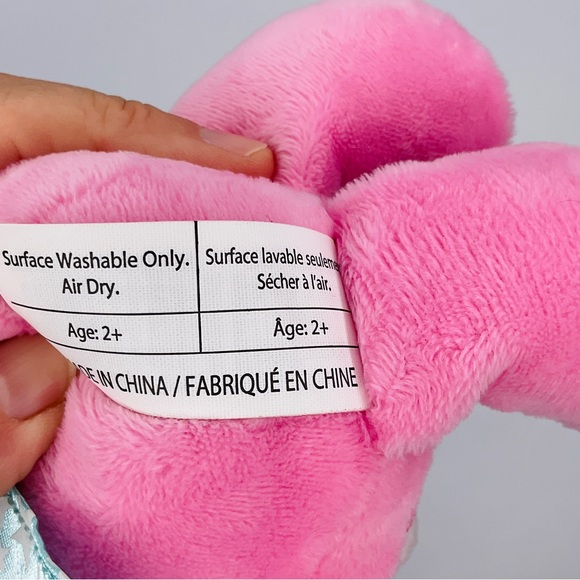 Surface Washable Only.
Air Dry.
Surface lavable
Sécher à l'air.
Age: 2+
Âge: 2+
IN CHINA / FABRIQUÉ EN CHINE